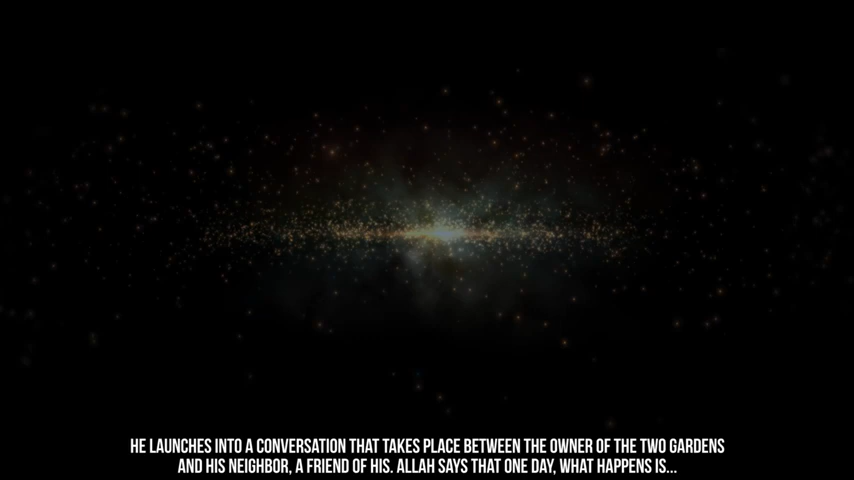 HE LAUNCHES INTO A CONVERSATION THAT TAKES PLACE BETWEEN THE OWNER OF THE TWO GARDENS
AND HIS NEIGHBOR, A FRIEND OF HIS. ALLAH SAYS THAT ONE DAY, WHAT HAPPENS IS...